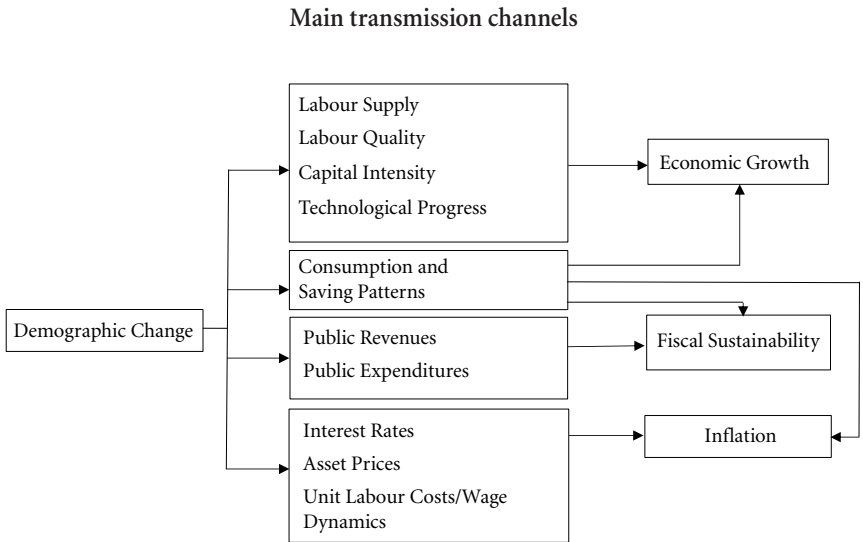 Main transmission channels
Labour Supply
Labour Quality
Capital Intensity
Technological Progress
Economic Growth
Consumption and
Saving Patterns
Demographic Change
Public Revenues
Public Expenditures
Fiscal Sustainability
Interest Rates
Asset Prices
Unit Labour Costs/Wage
Dynamics
Inflation